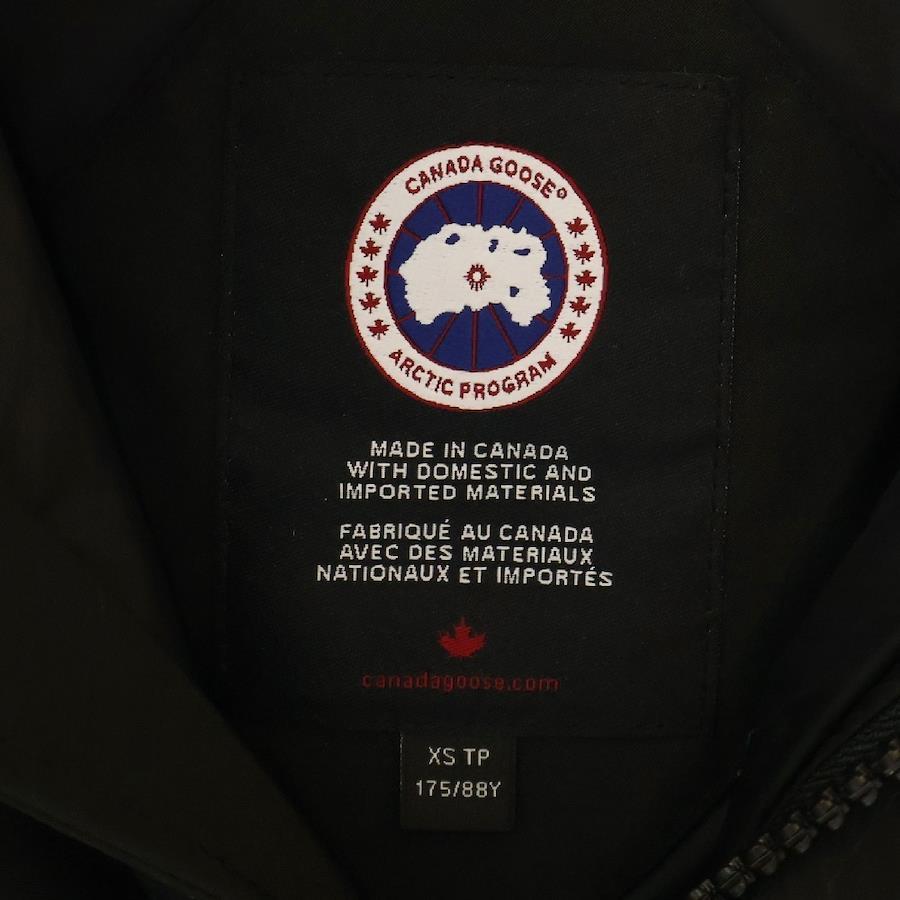 CANADA GOOSE®
ARCTIC PROGRAM
MADE IN CANADA
WITH DOMESTIC AND
IMPORTED MATERIALS
FABRIQUÉ AU CANADA
AVEC DES MATERIAUX
NATIONAUX ET IMPORTÉS
canadagoose.com
XS TP
175/88Y